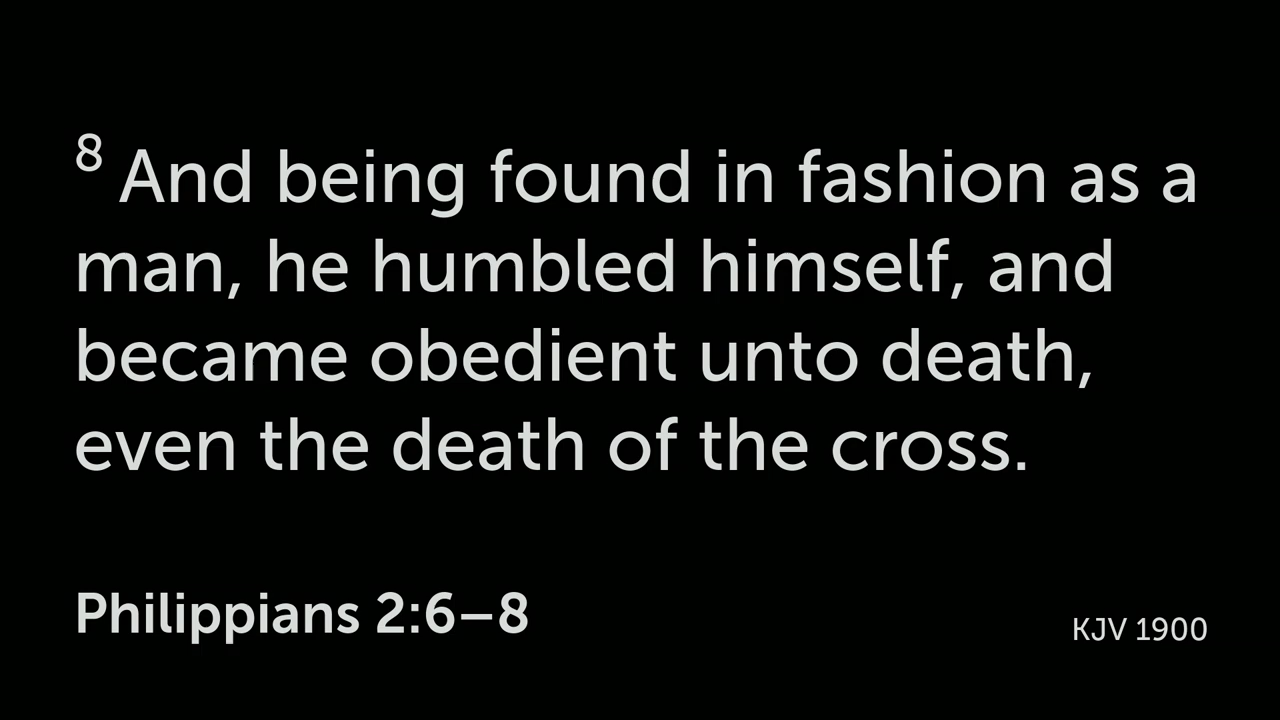 8 And being found in fashion as a
man, he humbled himself, and
became obedient unto death,
even the death of the cross.
Philippians 2:6–8
KJV 1900